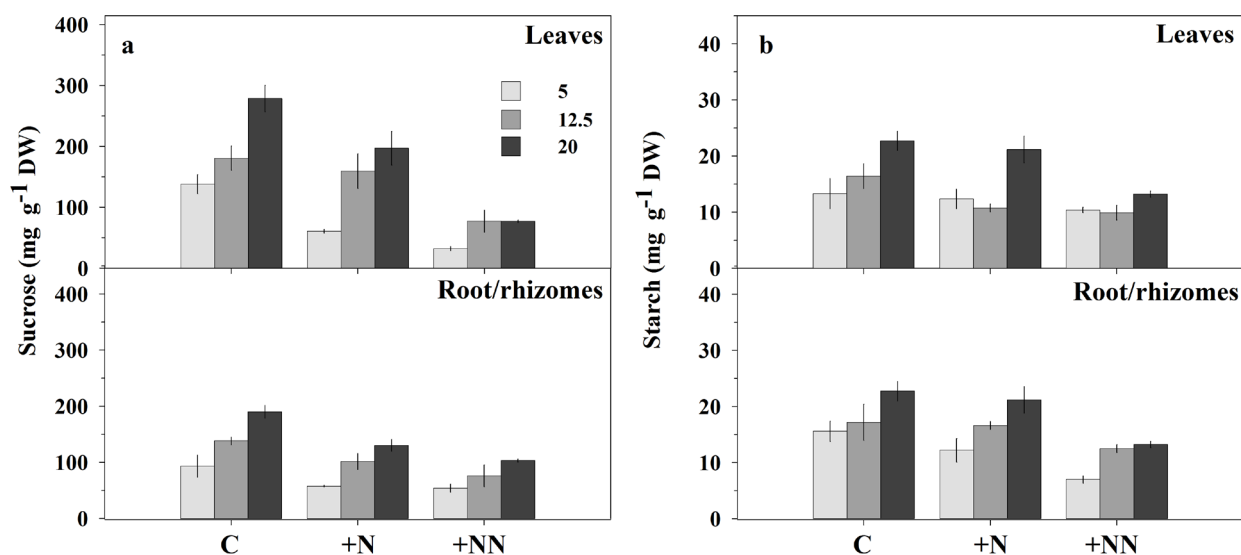 a
Leaves
Sucrose (mg g-1 DW)
400
300
200
100
0
5
12.5
20
Root/rhizomes
400
300
200
100
0
C +N +NN
b
Leaves
Starch (mg g-1 DW)
40
30
20
10
0
Root/rhizomes
40
30
20
10
0
C +N +NN